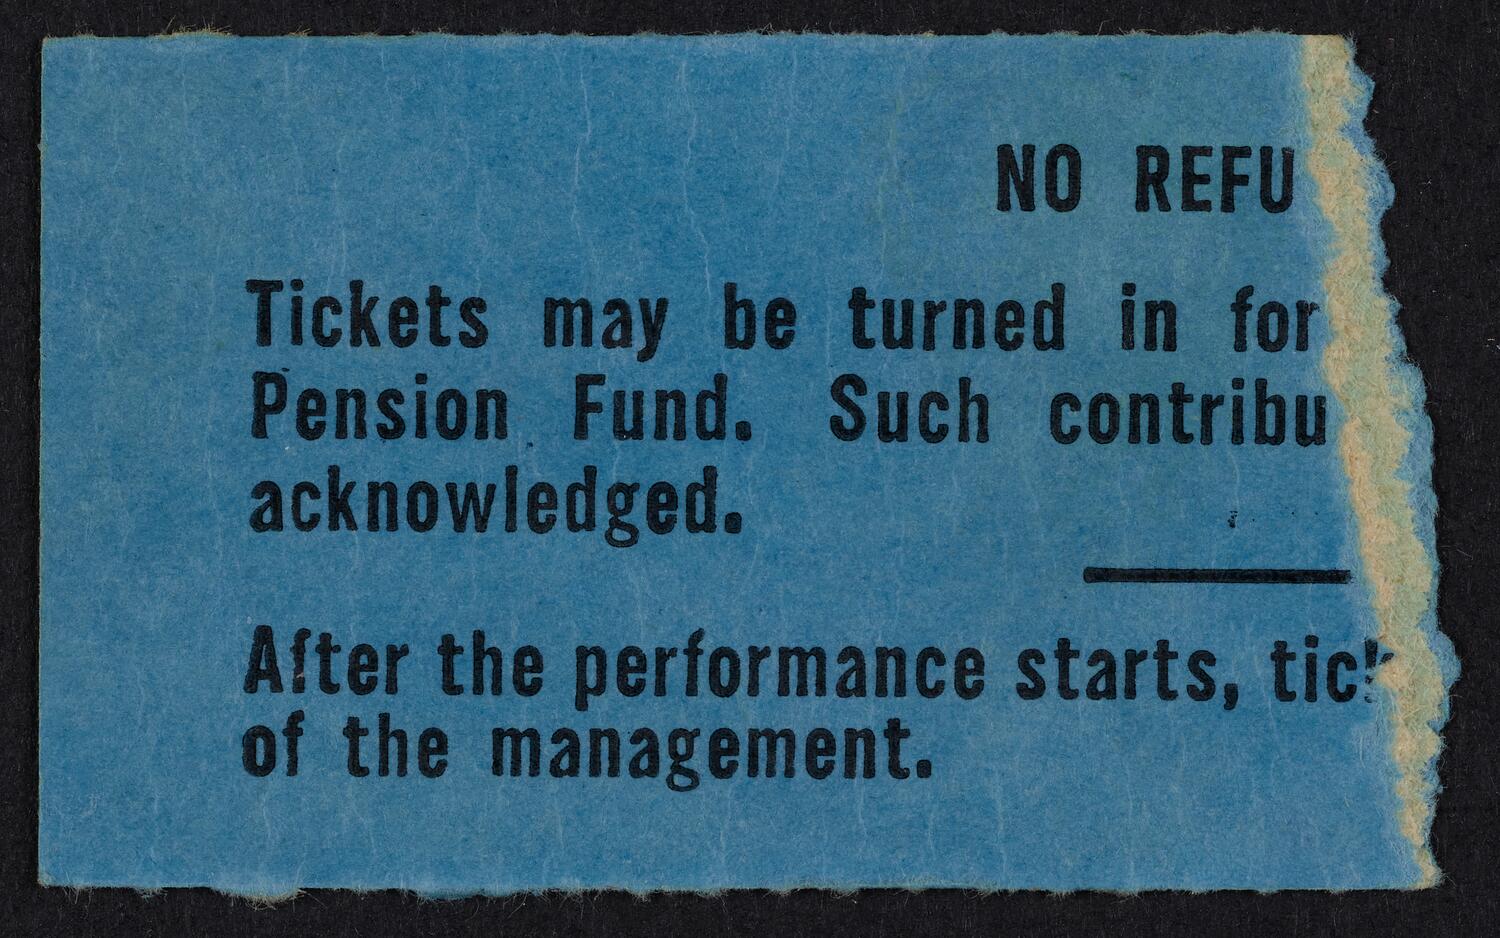 NO REFU
Tickets may be turned in for
Pension Fund. Such contribu
acknowledged.
After the performance starts, tick
of the management.